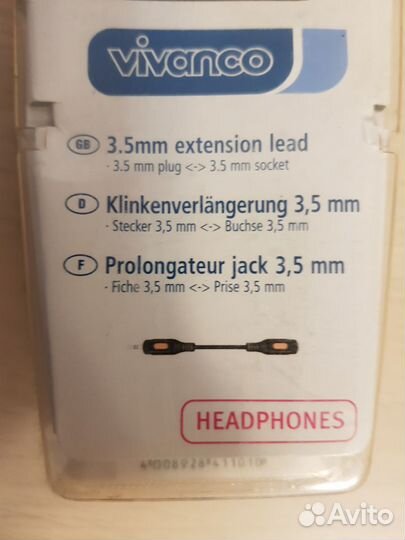 vivanco
GB 3.5mm extension lead
· 3.5 mm plug <-> 3.5 mm socket
D Klinkenverlängerung 3,5 mm
· Stecker 3,5 mm <-> Buchse 3,5 mm
F Prolongateur jack 3,5 mm
· Fiche 3,5 mm <-> Prise 3,5 mm
HEADPHONES
Avito